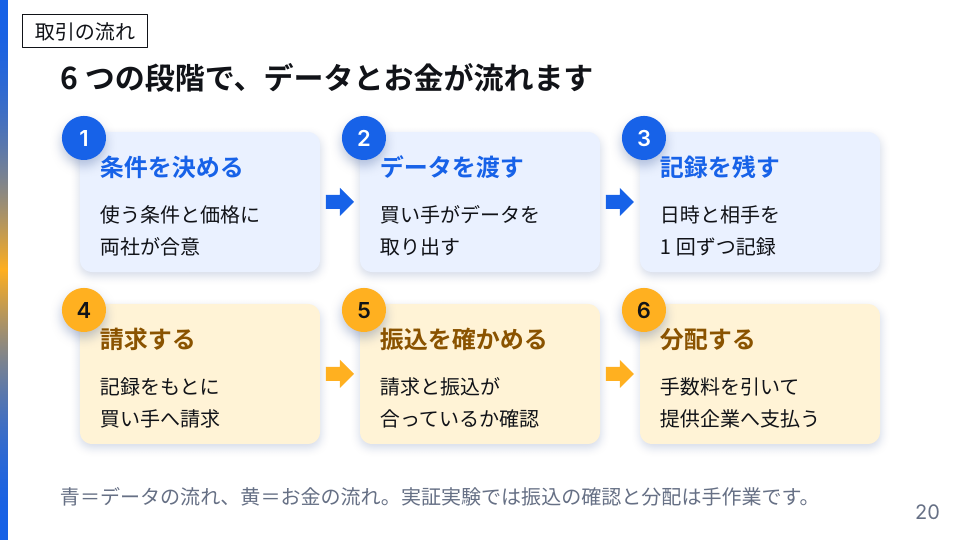 取引の流れ
6 つの段階で、データとお金が流れます
1
条件を決める
使う条件と価格に
両社が合意
2
データを渡す
買い手がデータを
取り出す
3
記録を残す
日時と相手を
1 回ずつ記録
4
請求する
記録をもとに
買い手へ請求
5
振込を確かめる
請求と振込が
合っているか確認
6
分配する
手数料を引いて
提供企業へ支払う
青＝データの流れ、黄＝お金の流れ。実証実験では振込の確認と分配は手作業です。
20